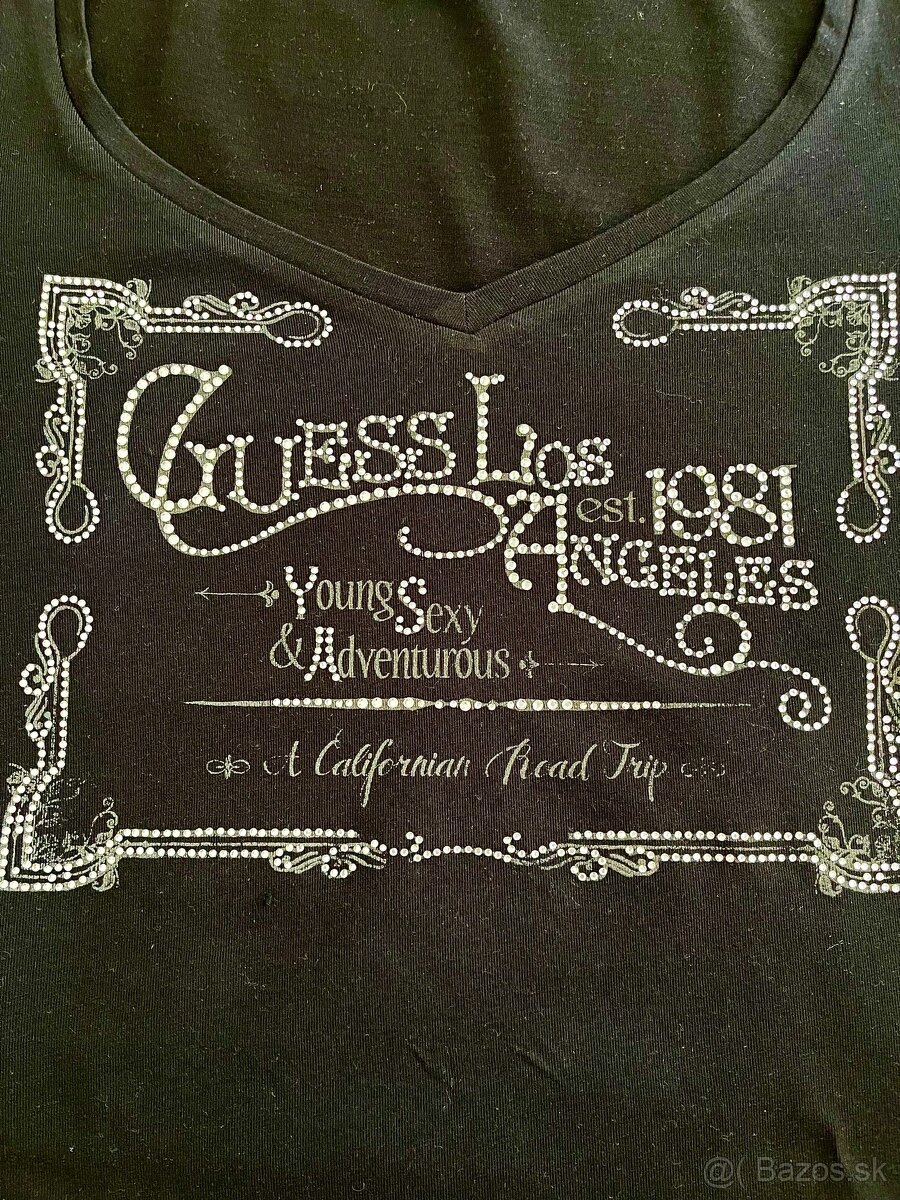 Guess Los
est. 1981
Angeles
Young Sexy
& Adventurous
A Californian Road Trip
@( Bazos.sk